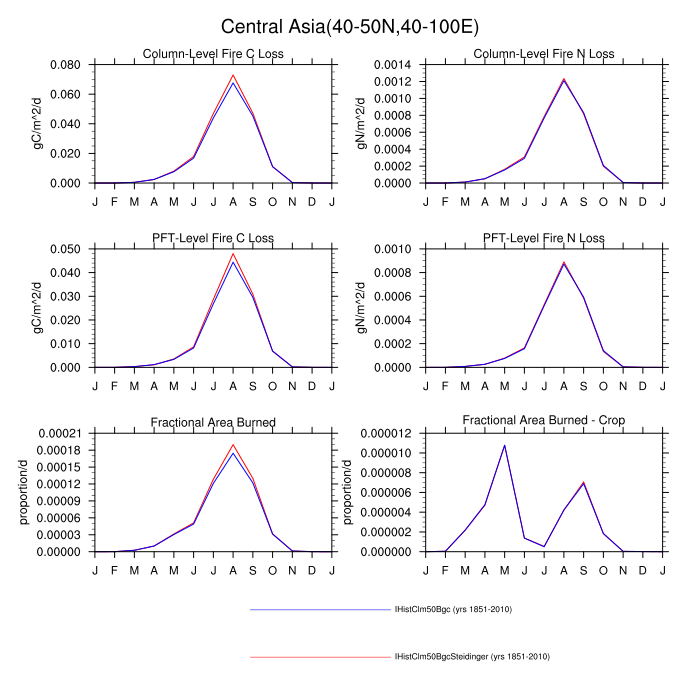 Central Asia(40-50N,40-100E)
Column-Level Fire C Loss
gC/m^2/d
0.080
0.060
0.040
0.020
0.000
J F M A M J J A S O N D J
Column-Level Fire N Loss
gN/m^2/d
0.0014
0.0012
0.0010
0.0008
0.0006
0.0004
0.0002
0.0000
J F M A M J J A S O N D J
PFT-Level Fire C Loss
gC/m^2/d
0.050
0.040
0.030
0.020
0.010
0.000
J F M A M J J A S O N D J
PFT-Level Fire N Loss
gN/m^2/d
0.0010
0.0008
0.0006
0.0004
0.0002
0.0000
J F M A M J J A S O N D J
Fractional Area Burned
proportion/d
0.00021
0.00018
0.00015
0.00012
0.00009
0.00006
0.00003
0.00000
J F M A M J J A S O N D J
Fractional Area Burned - Crop
proportion/d
0.000012
0.000010
0.000008
0.000006
0.000004
0.000002
0.000000
J F M A M J J A S O N D J
IHistClm50Bgc (yrs 1851-2010)
IHistClm50BgcSteidinger (yrs 1851-2010)